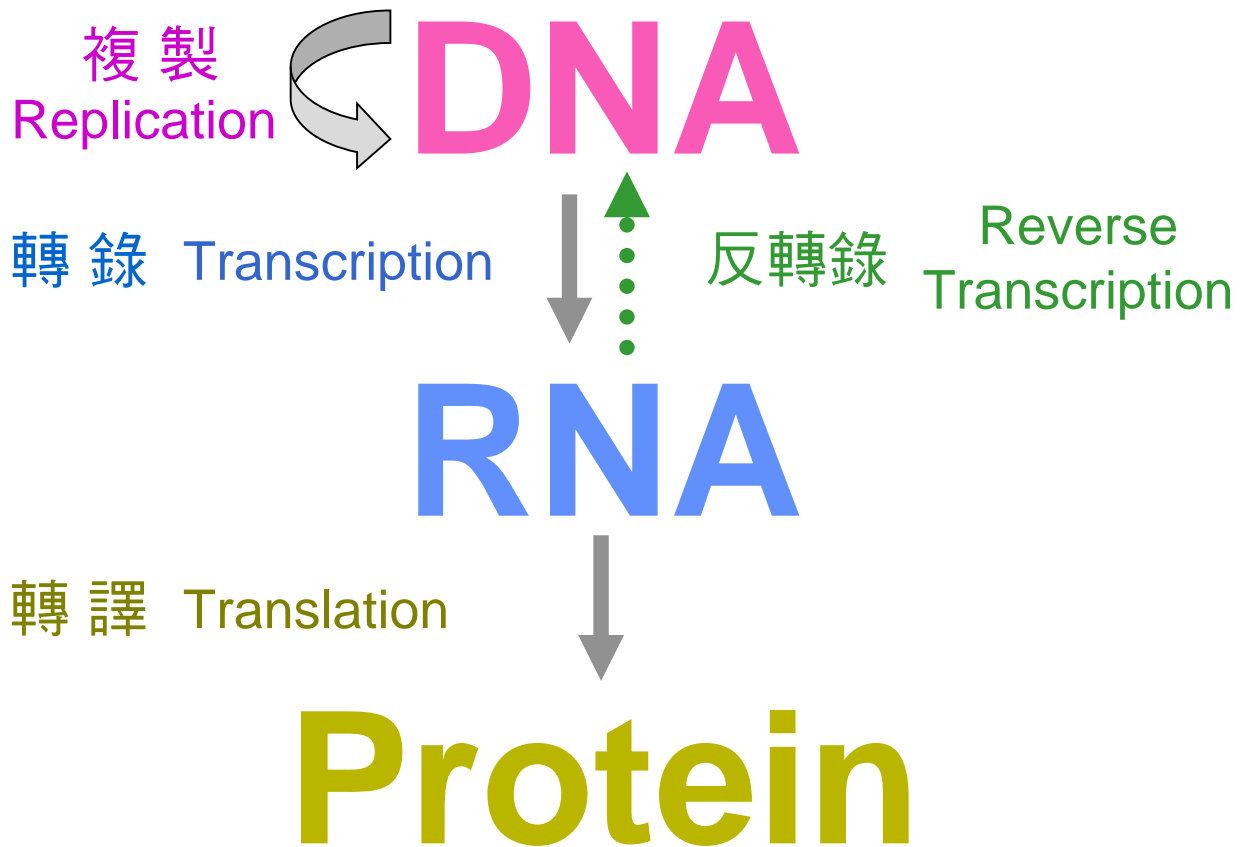 複 製
Replication
DNA
轉 錄 Transcription
反轉錄
Reverse
Transcription
RNA
轉 譯 Translation
Protein